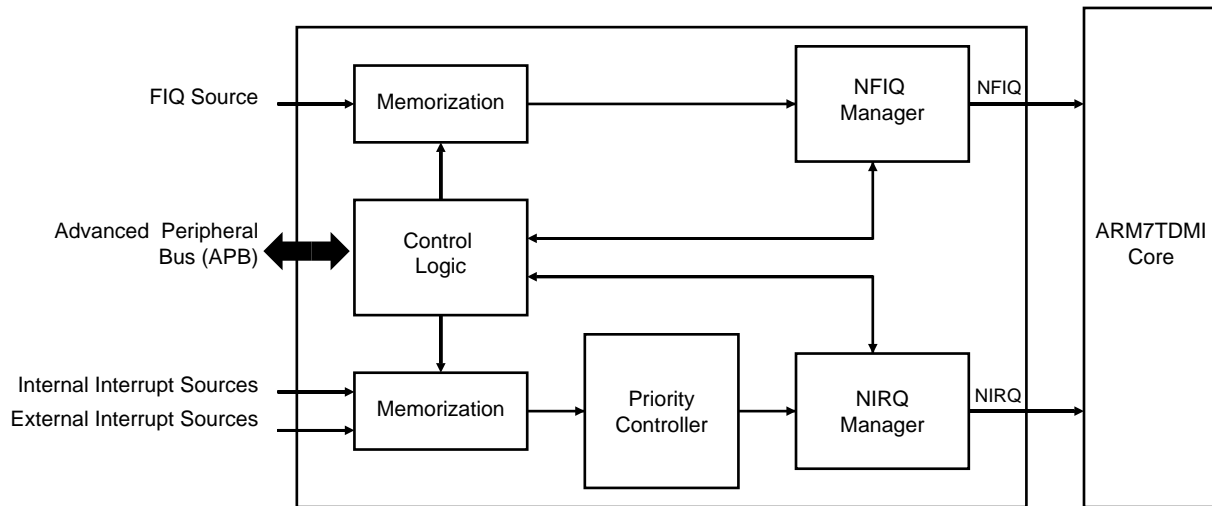 FIQ Source
Memorization
NFIQ
Manager
NFIQ
Advanced Peripheral
Bus (APB)
Control
Logic
ARM7TDMI
Core
Internal Interrupt Sources
External Interrupt Sources
Memorization
Priority
Controller
NIRQ
Manager
NIRQ